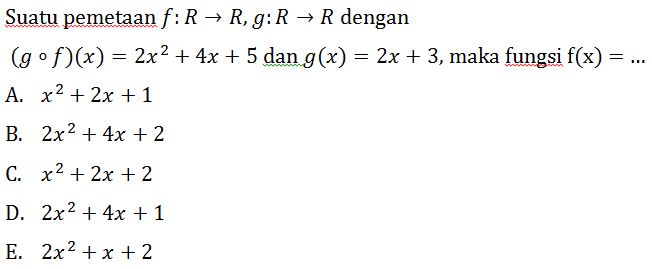 Suatu pemetaan f: R → R, g: R → R dengan
(g ∘ f)(x) = 2x² + 4x + 5 dan g(x) = 2x + 3, maka fungsi f(x) = ...
A. x² + 2x + 1
B. 2x² + 4x + 2
C. x² + 2x + 2
D. 2x² + 4x + 1
E. 2x² + x + 2